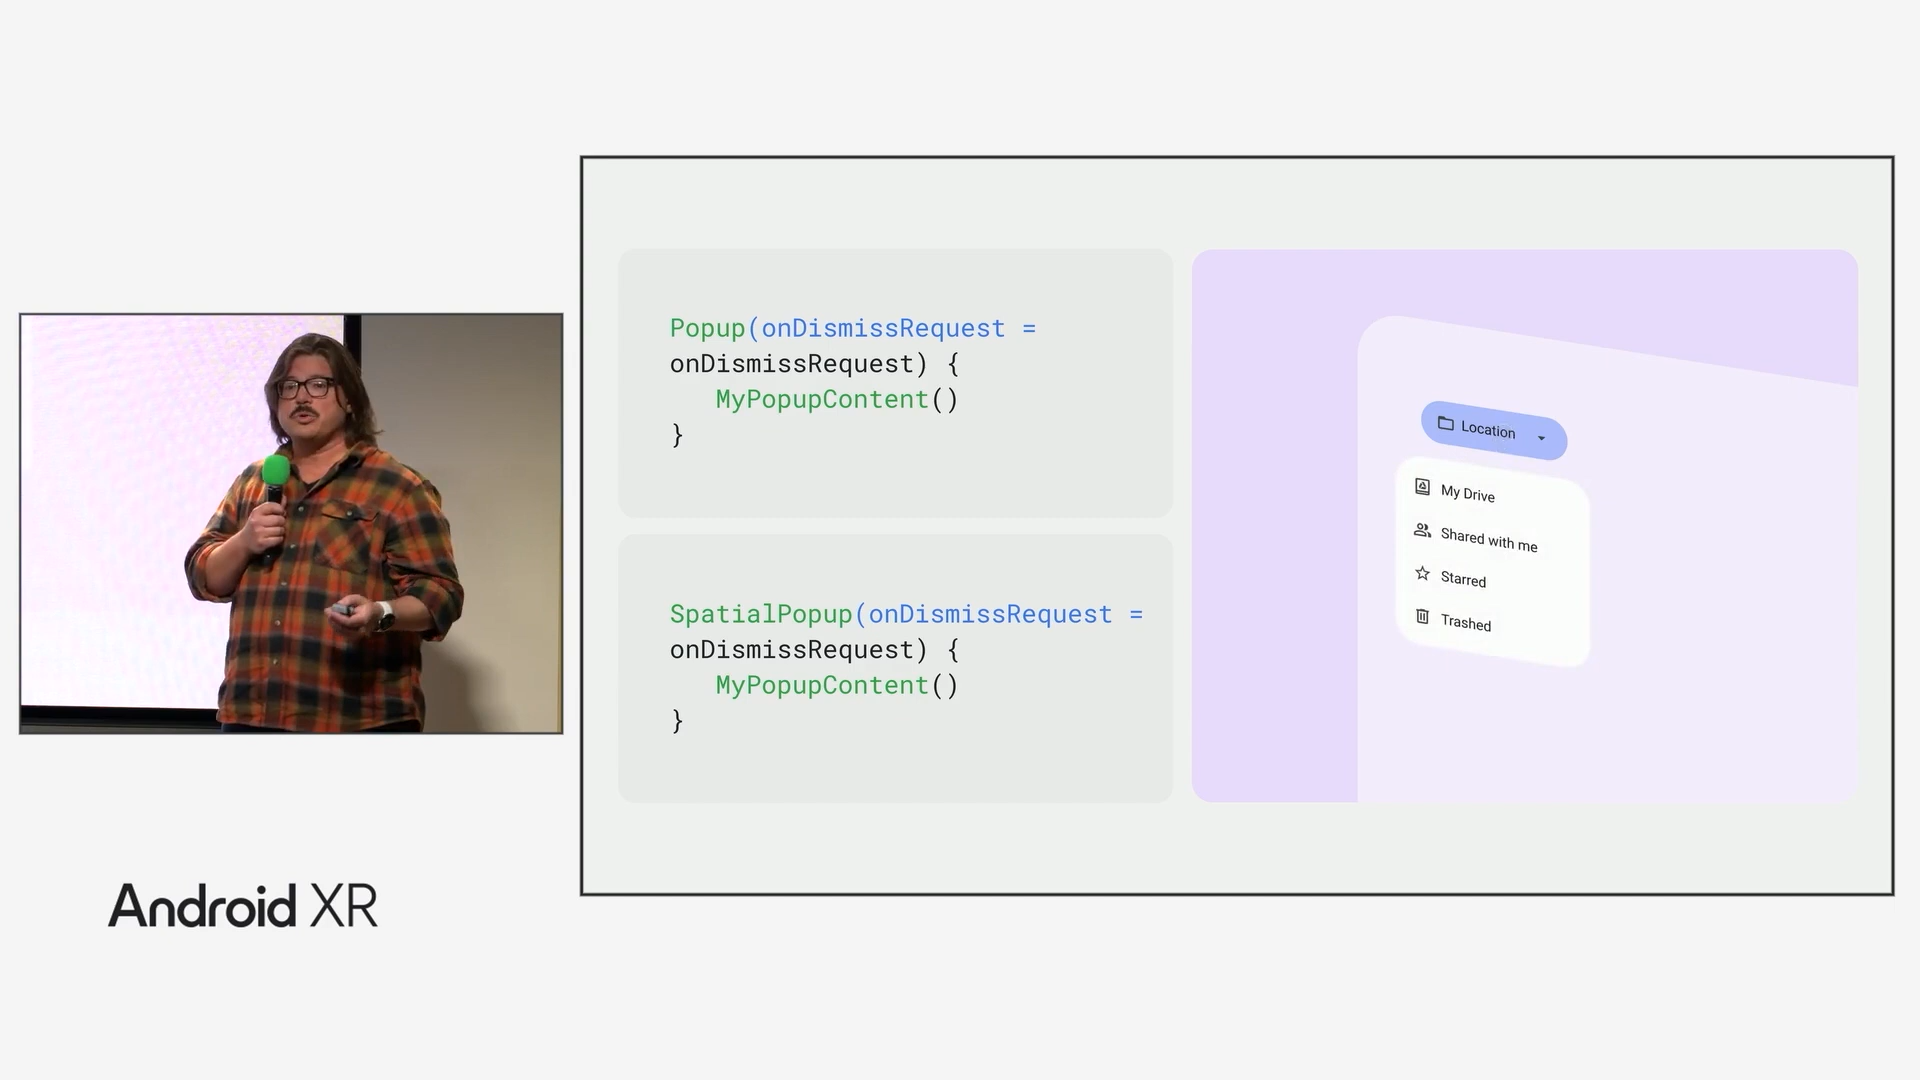 Popup(onDismissRequest =
onDismissRequest) {
MyPopupContent()
}
SpatialPopup(onDismissRequest =
onDismissRequest) {
MyPopupContent()
}
Location
My Drive
Shared with me
Starred
Trashed
Android XR